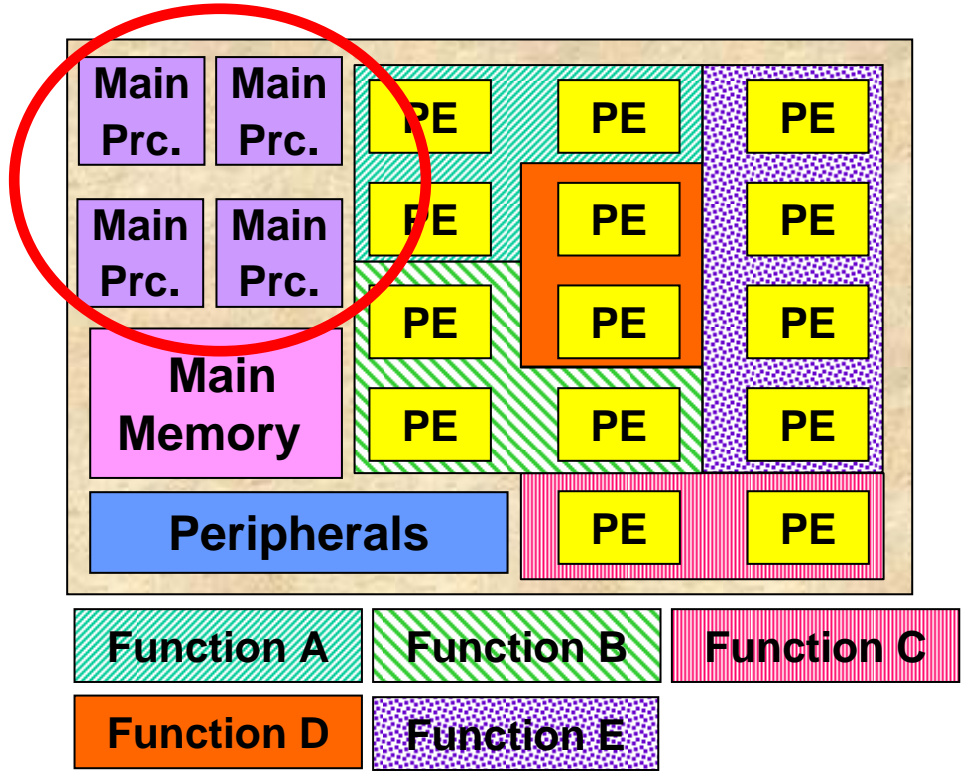 Main
Prc.
Main
Prc.
PE
PE
PE
Main
Prc.
Main
Prc.
PE
PE
PE
PE
PE
PE
Main
Memory
PE
PE
PE
Peripherals
PE
PE
Function A
Function B
Function C
Function D
Function E